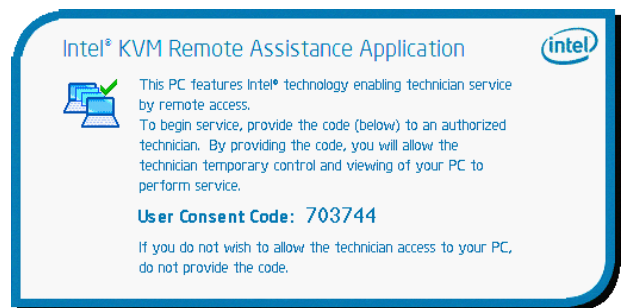 Intel® KVM Remote Assistance Application
intel
This PC features Intel® technology enabling technician service
by remote access.
To begin service, provide the code (below) to an authorized
technician. By providing the code, you will allow the
technician temporary control and viewing of your PC to
perform service.
User Consent Code: 703744
If you do not wish to allow the technician access to your PC,
do not provide the code.